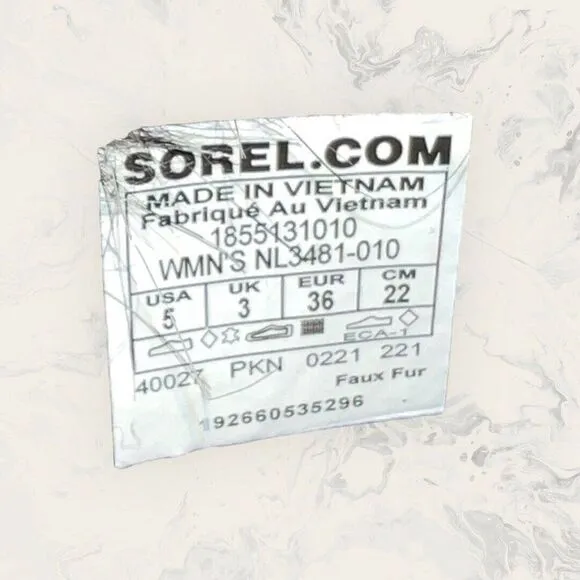 SOREL.COM
MADE IN VIETNAM
Fabriqué Au Vietnam
1855131010
WMN'S NL3481-010
USA UK EUR CM
5 3 36 22
ECA-1
40027 PKN 0221 221
Faux Fur
192660535296